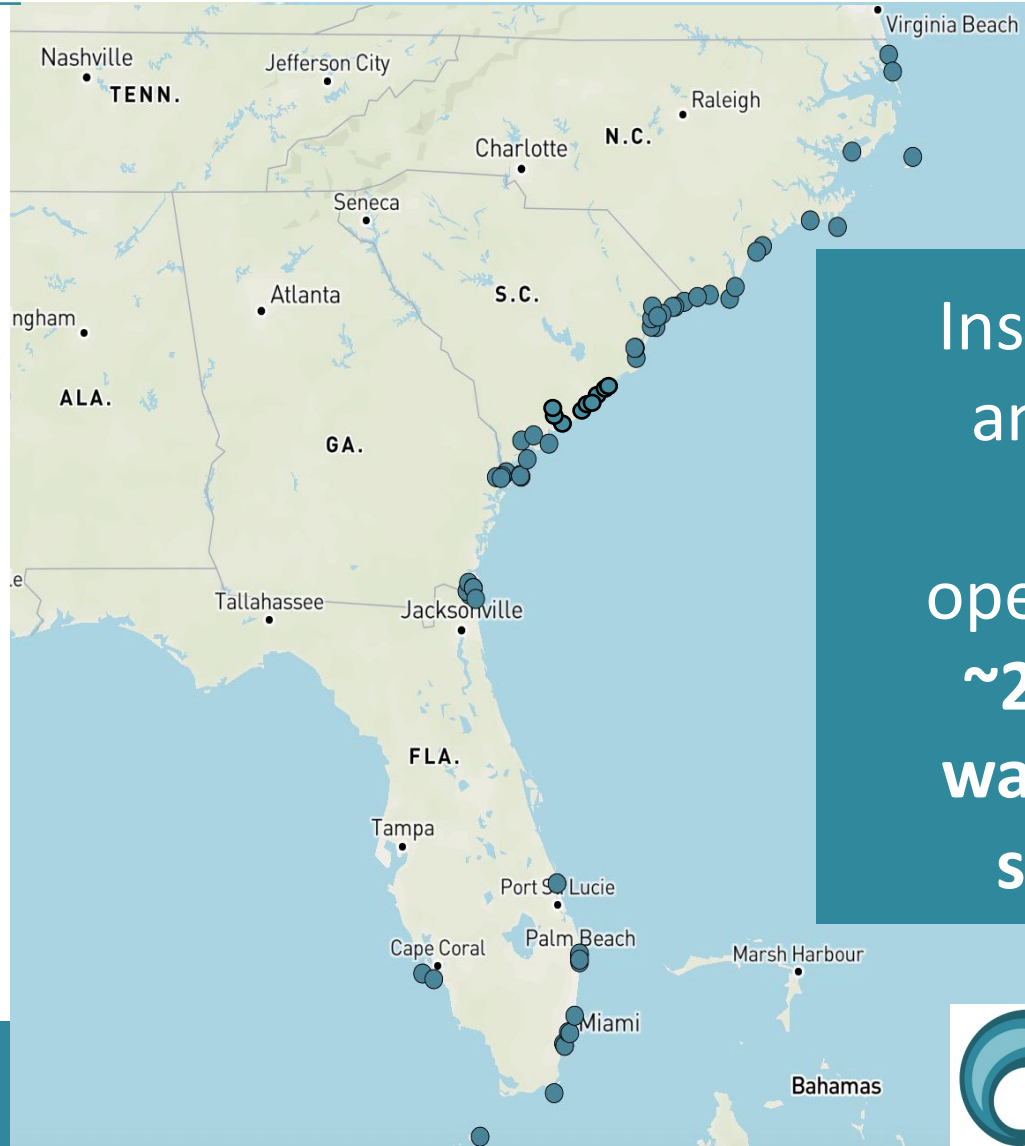 Virginia Beach
Nashville
Jefferson City
TENN.
Raleigh
N.C.
Charlotte
Seneca
Atlanta
S.C.
ngham
ALA.
GA.
Tallahassee
Jacksonville
FLA.
Tampa
Port St. Lucie
Cape Coral
Palm Beach
Marsh Harbour
Miami
Bahamas
Ins
an
ope
~2
wa
s